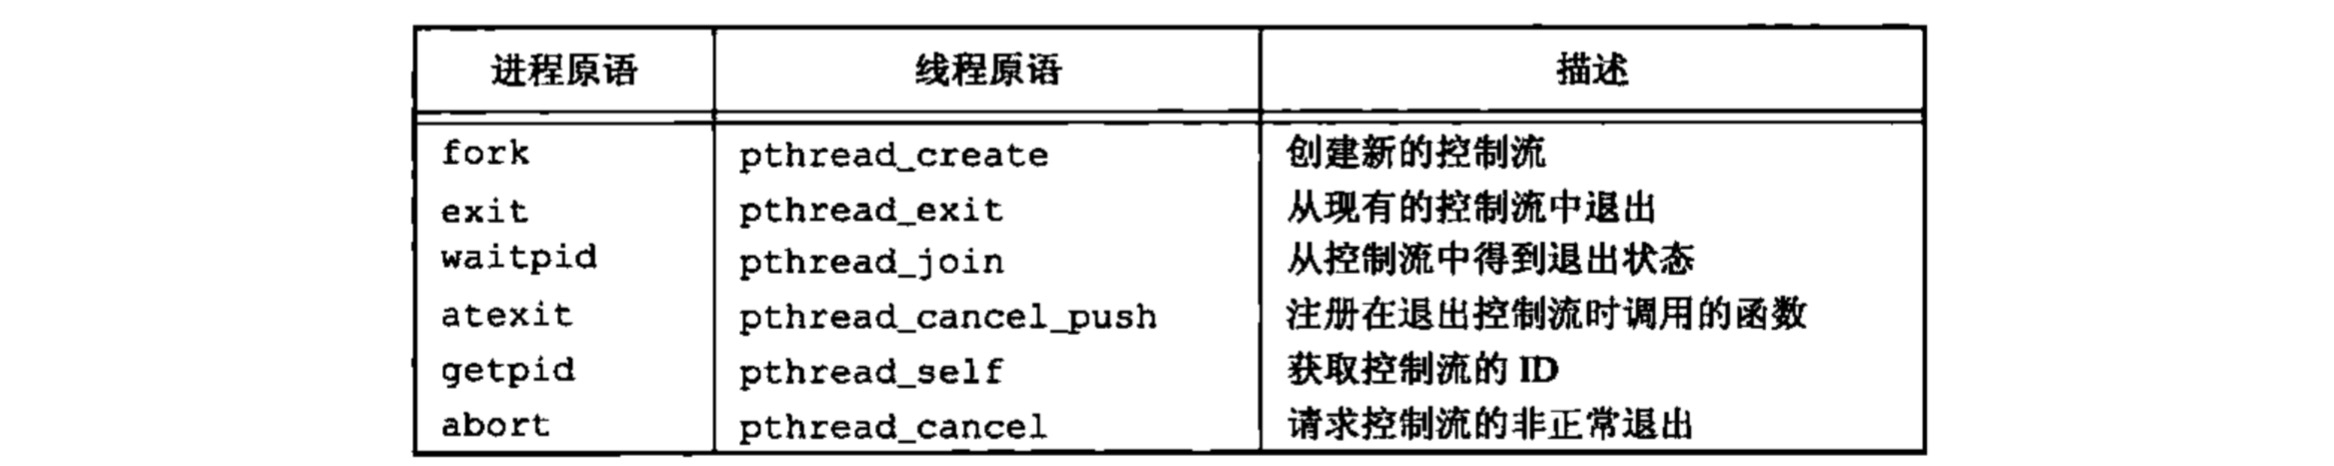 进程原语 线程原语 描述
fork pthread_create 创建新的控制流
exit pthread_exit 从现有的控制流中退出
waitpid pthread_join 从控制流中得到退出状态
atexit pthread_cancel_push 注册在退出控制流时调用的函数
getpid pthread_self 获取控制流的 ID
abort pthread_cancel 请求控制流的非正常退出